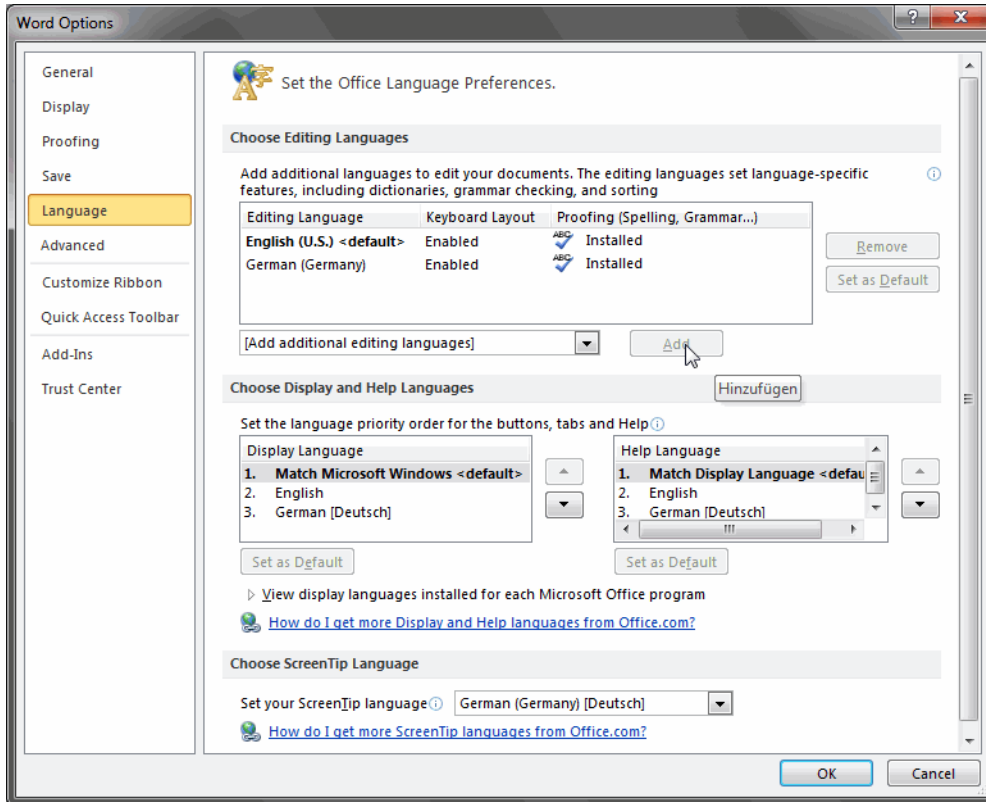 Word Options
General
Display
Proofing
Save
Language
Advanced
Customize Ribbon
Quick Access Toolbar
Add-Ins
Trust Center
Set the Office Language Preferences.
Choose Editing Languages
Add additional languages to edit your documents. The editing languages set language-specific
features, including dictionaries, grammar checking, and sorting
Editing Language Keyboard Layout Proofing (Spelling, Grammar...)
English (U.S.) <default> Enabled ABC Installed
German (Germany) Enabled ABC Installed
Remove
Set as Default
[Add additional editing languages] Add
Hinzufügen
Choose Display and Help Languages
Set the language priority order for the buttons, tabs and Help
Display Language
1. Match Microsoft Windows <default>
2. English
3. German [Deutsch]
Set as Default
Help Language
1. Match Display Language <defau
2. English
3. German [Deutsch]
Set as Default
View display languages installed for each Microsoft Office program
How do I get more Display and Help languages from Office.com?
Choose ScreenTip Language
Set your ScreenTip language German (Germany) [Deutsch]
How do I get more ScreenTip languages from Office.com?
OK Cancel